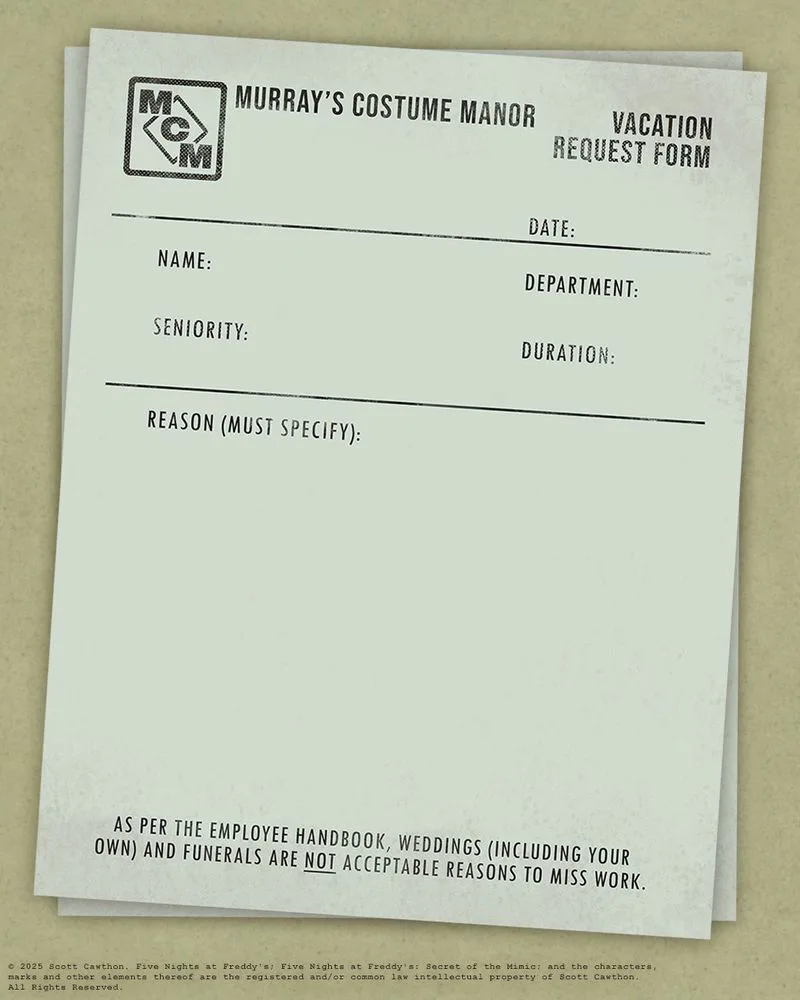 MCM
MURRAY'S COSTUME MANOR
VACATION
REQUEST FORM
DATE:
NAME:
DEPARTMENT:
SENIORITY:
DURATION:
REASON (MUST SPECIFY):
AS PER THE EMPLOYEE HANDBOOK, WEDDINGS (INCLUDING YOUR
OWN) AND FUNERALS ARE NOT ACCEPTABLE REASONS TO MISS WORK.
© 2025 Scott Cawthon. Five Nights at Freddy's; Five Nights at Freddy's: Secret of the Mimic; and the characters,
marks and other elements thereof are the registered and/or common law intellectual property of Scott Cawthon.
All Rights Reserved.